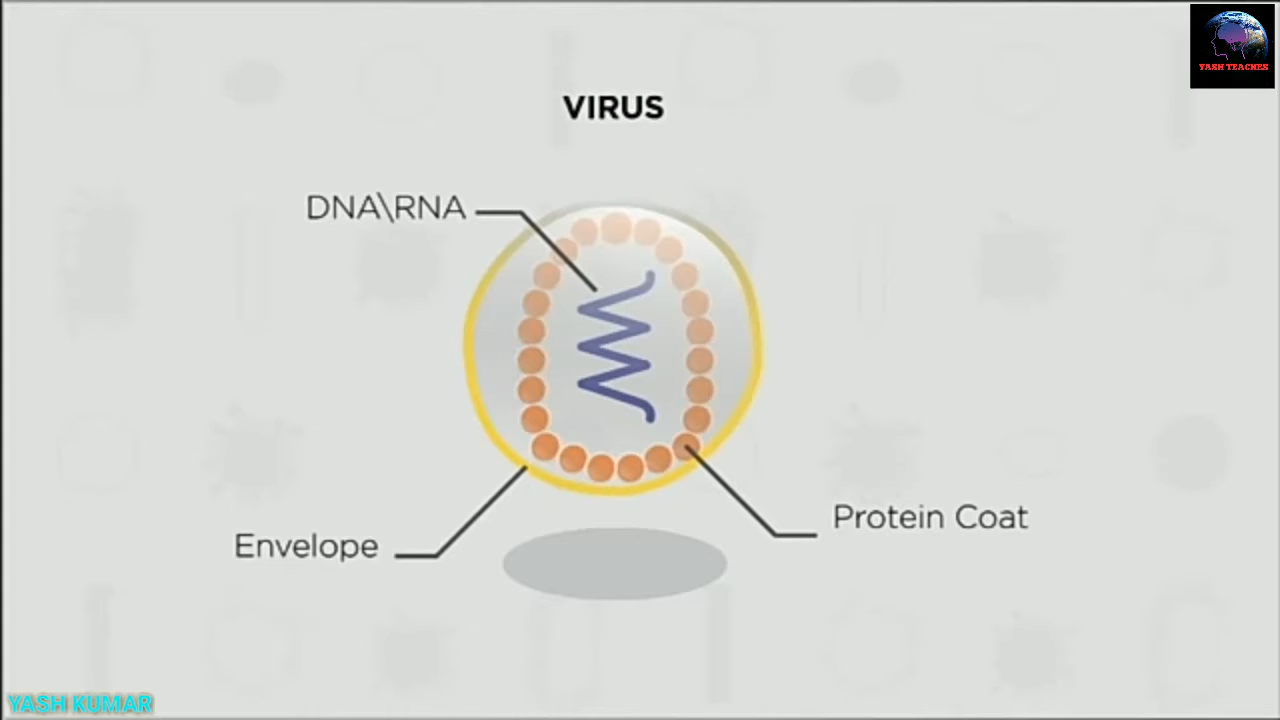 YASH TEACHES
VIRUS
DNA\RNA
Protein Coat
Envelope
YASH KUMAR